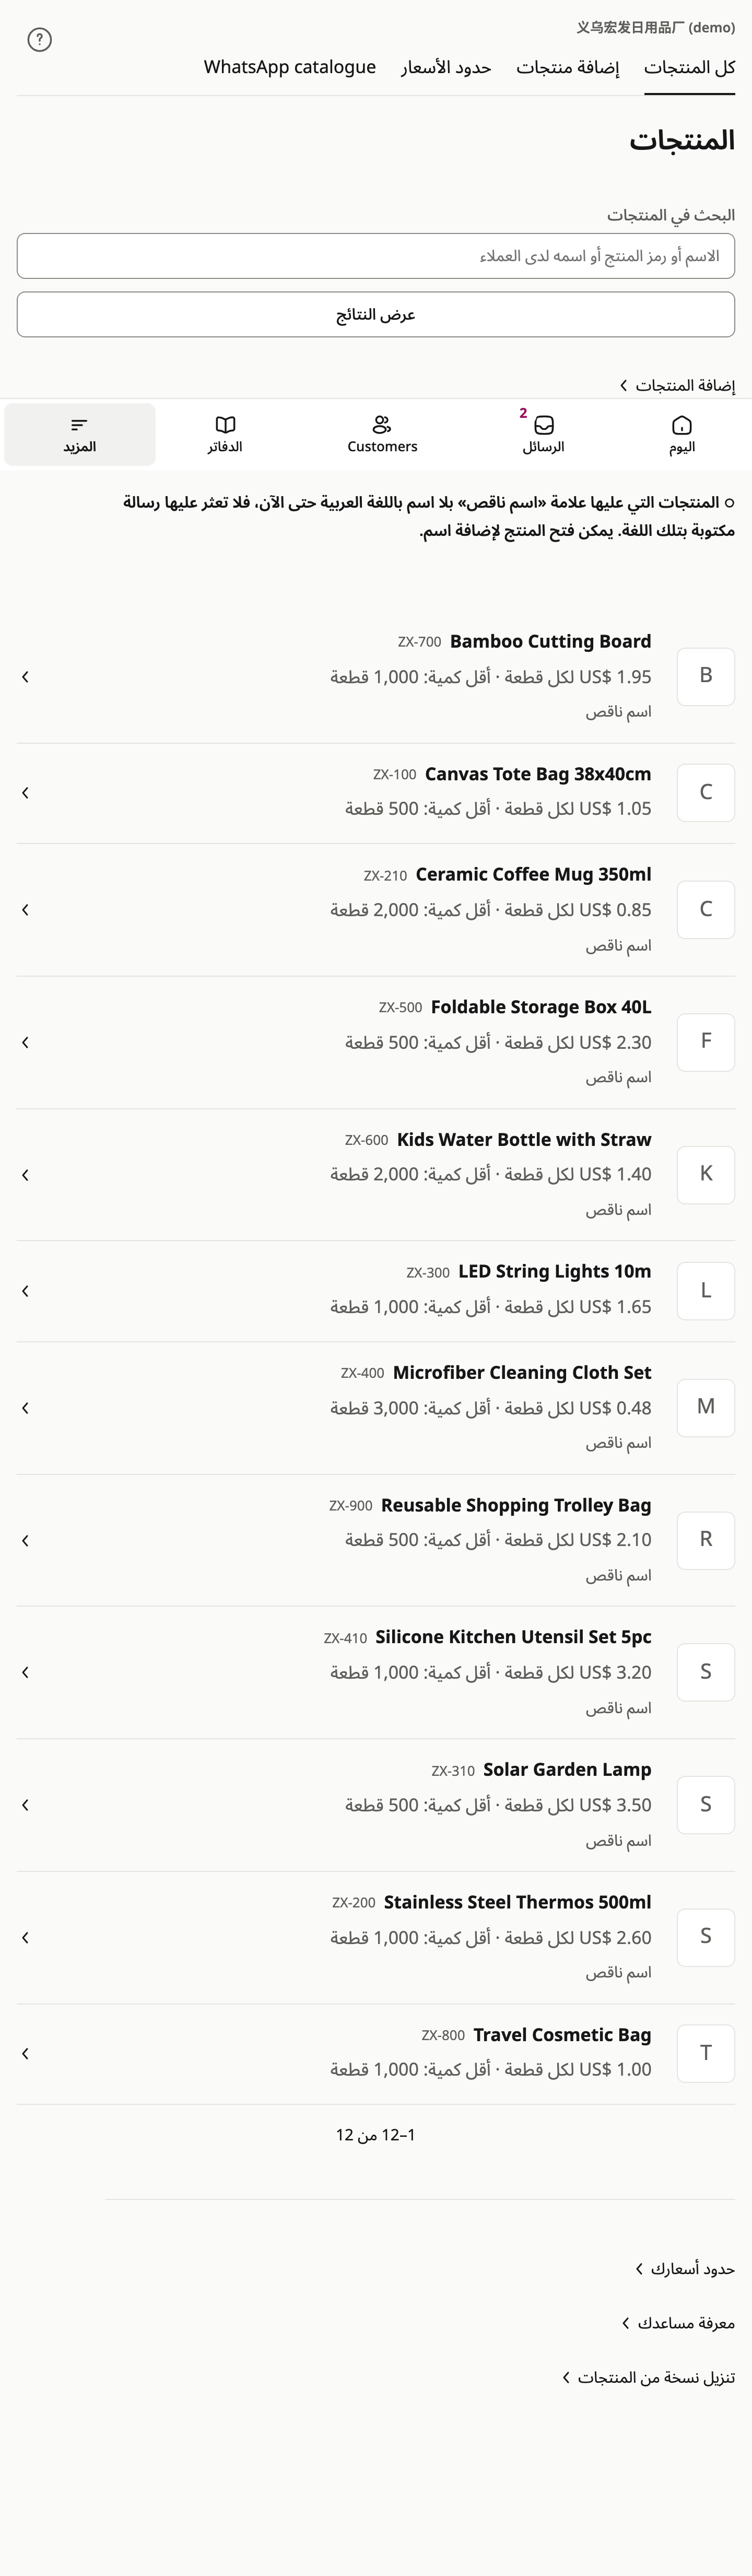 义乌宏发日用品厂 (demo)
كل المنتجات
إضافة منتجات
حدود الأسعار
WhatsApp catalogue
المنتجات
البحث في المنتجات
الاسم أو رمز المنتج أو اسمه لدى العملاء
عرض النتائج
إضافة المنتجات
اليوم
2
الرسائل
Customers
الدفاتر
المزيد
المنتجات التي عليها علامة «اسم ناقص» بلا اسم باللغة العربية حتى الآن، فلا تعثر عليها رسالة
مكتوبة بتلك اللغة. يمكن فتح المنتج لإضافة اسم.
B
Bamboo Cutting Board ZX-700
US$ 1.95 لكل قطعة · أقل كمية: 1,000 قطعة
اسم ناقص
C
Canvas Tote Bag 38x40cm ZX-100
US$ 1.05 لكل قطعة · أقل كمية: 500 قطعة
C
Ceramic Coffee Mug 350ml ZX-210
US$ 0.85 لكل قطعة · أقل كمية: 2,000 قطعة
اسم ناقص
F
Foldable Storage Box 40L ZX-500
US$ 2.30 لكل قطعة · أقل كمية: 500 قطعة
اسم ناقص
K
Kids Water Bottle with Straw ZX-600
US$ 1.40 لكل قطعة · أقل كمية: 2,000 قطعة
اسم ناقص
L
LED String Lights 10m ZX-300
US$ 1.65 لكل قطعة · أقل كمية: 1,000 قطعة
M
Microfiber Cleaning Cloth Set ZX-400
US$ 0.48 لكل قطعة · أقل كمية: 3,000 قطعة
اسم ناقص
R
Reusable Shopping Trolley Bag ZX-900
US$ 2.10 لكل قطعة · أقل كمية: 500 قطعة
اسم ناقص
S
Silicone Kitchen Utensil Set 5pc ZX-410
US$ 3.20 لكل قطعة · أقل كمية: 1,000 قطعة
اسم ناقص
S
Solar Garden Lamp ZX-310
US$ 3.50 لكل قطعة · أقل كمية: 500 قطعة
اسم ناقص
S
Stainless Steel Thermos 500ml ZX-200
US$ 2.60 لكل قطعة · أقل كمية: 1,000 قطعة
اسم ناقص
T
Travel Cosmetic Bag ZX-800
US$ 1.00 لكل قطعة · أقل كمية: 1,000 قطعة
1–12 من 12
حدود أسعارك
معرفة مساعدك
تنزيل نسخة من المنتجات